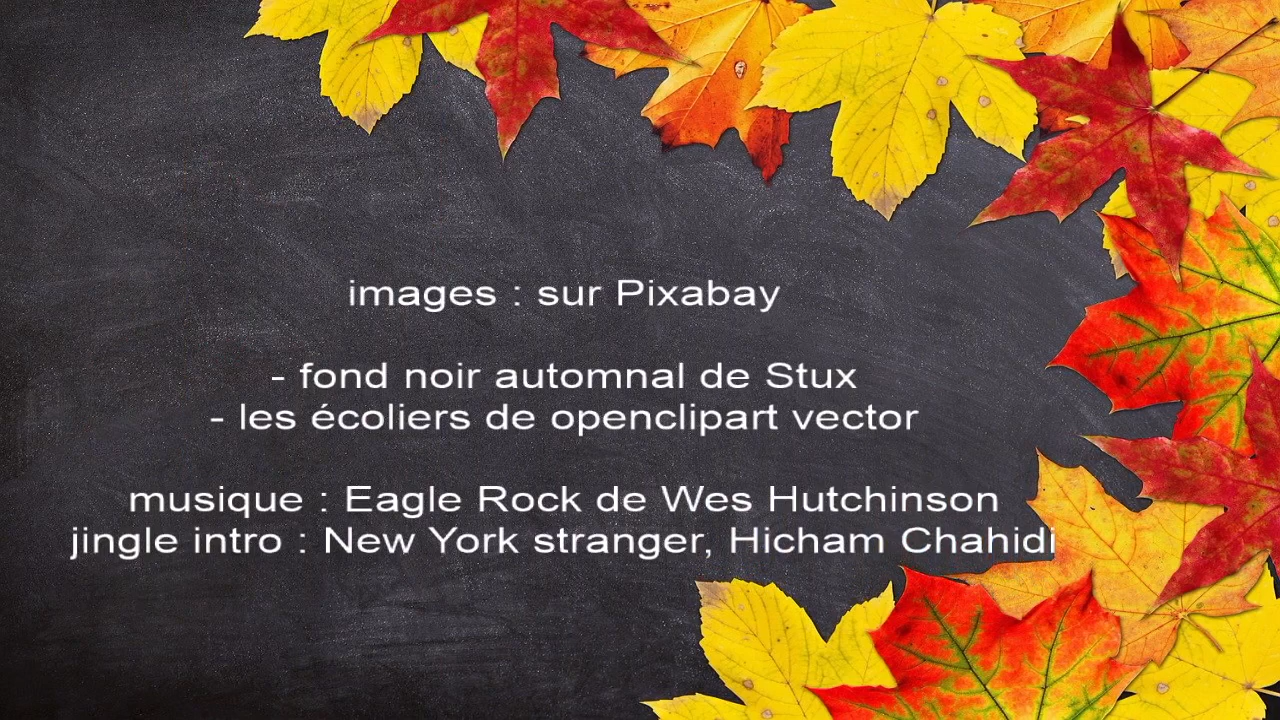 images : sur Pixabay
- fond noir automnal de Stux
- les écoliers de openclipart vector
musique : Eagle Rock de Wes Hutchinson
jingle intro : New York stranger, Hicham Chahidi